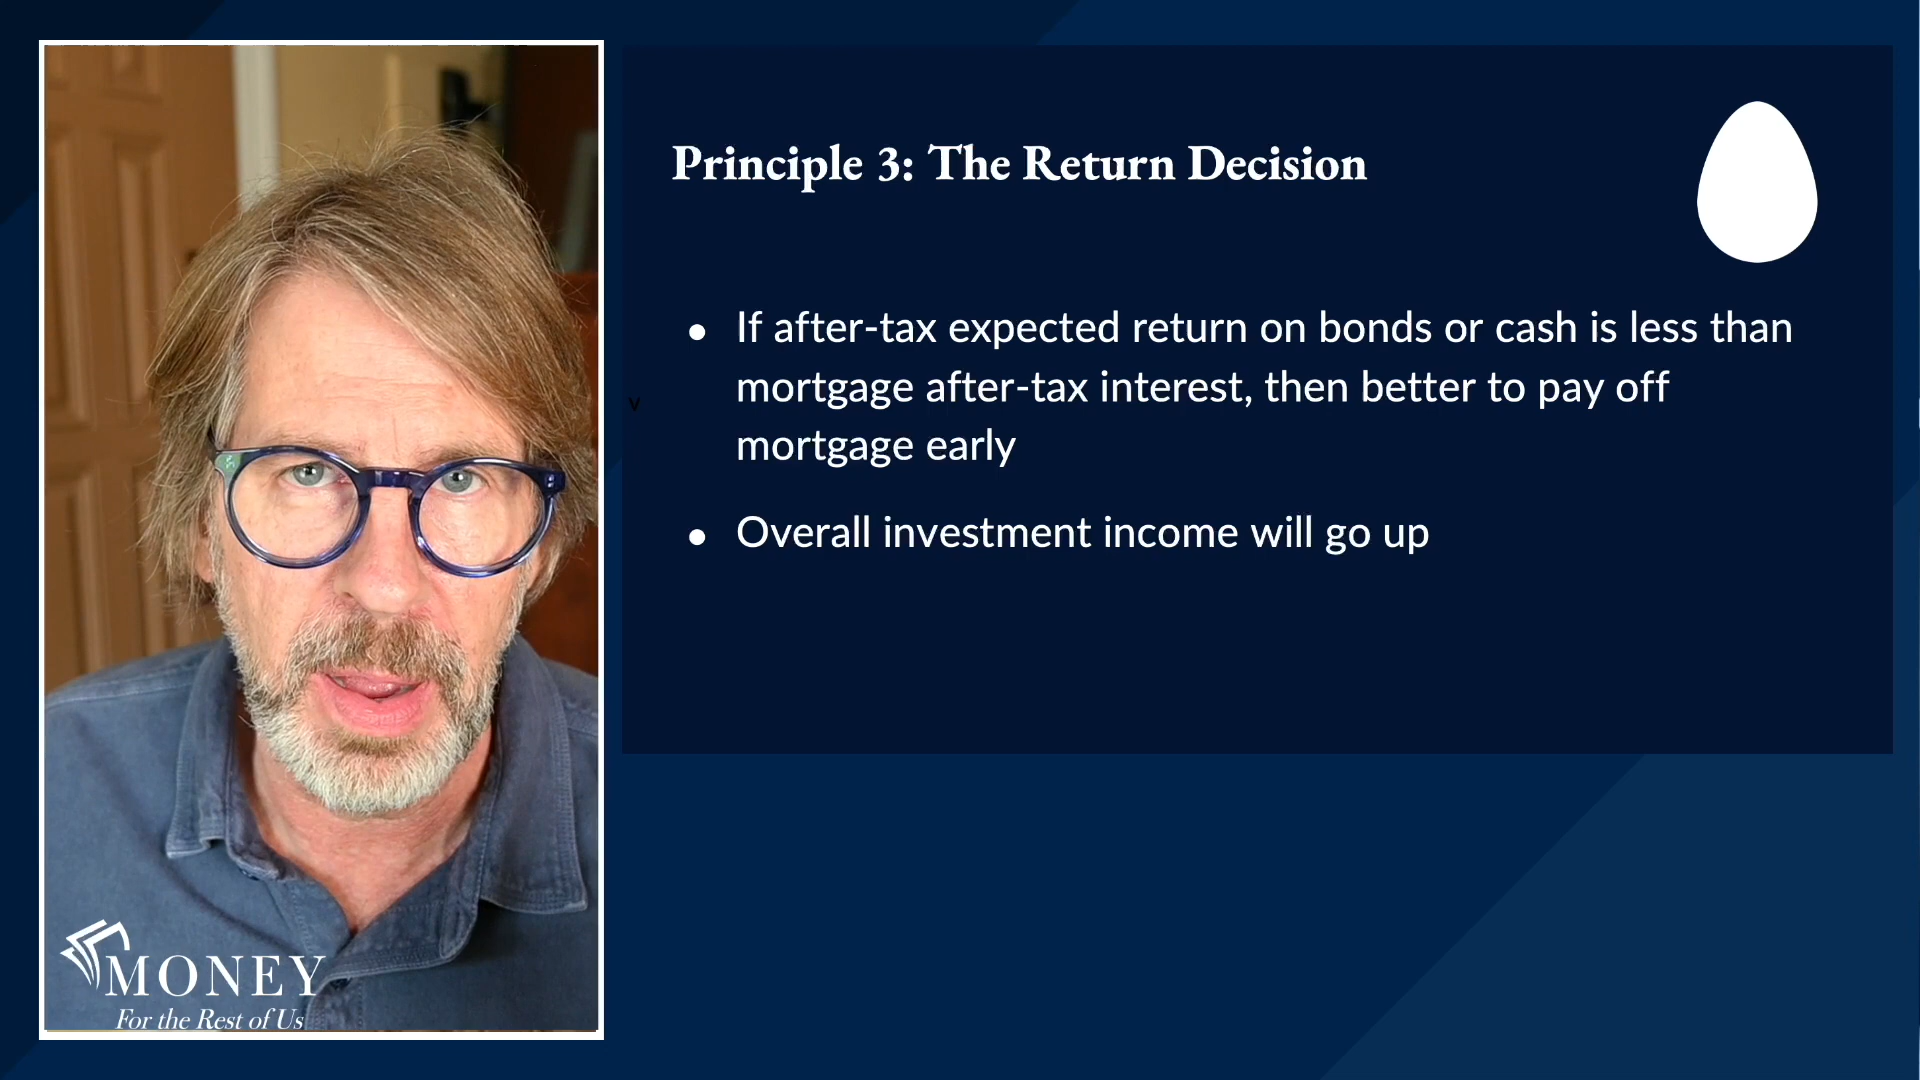 Principle 3: The Return Decision
• If after-tax expected return on bonds or cash is less than
mortgage after-tax interest, then better to pay off
mortgage early
• Overall investment income will go up
v
MONEY
For the Rest of Us